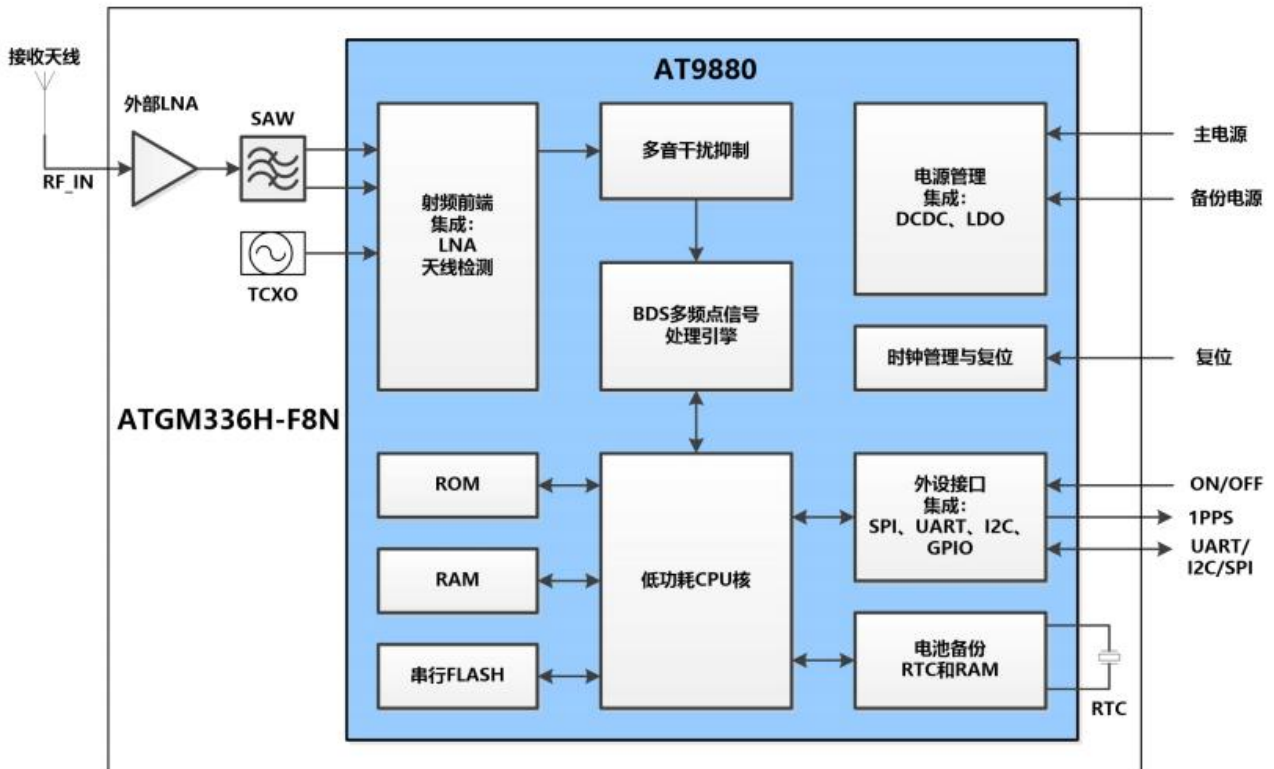 AT9880
接收天线
外部LNA
SAW
RF_IN
TCXO
ATGM336H-F8N
射频前端
集成：
LNA
天线检测
多音干扰抑制
BDS多频点信号
处理引擎
电源管理
集成：
DCDC、LDO
主电源
备份电源
时钟管理与复位
复位
ROM
RAM
串行FLASH
低功耗CPU核
外设接口
集成：
SPI、UART、I2C、
GPIO
ON/OFF
1PPS
UART/
I2C/SPI
电池备份
RTC和RAM
RTC